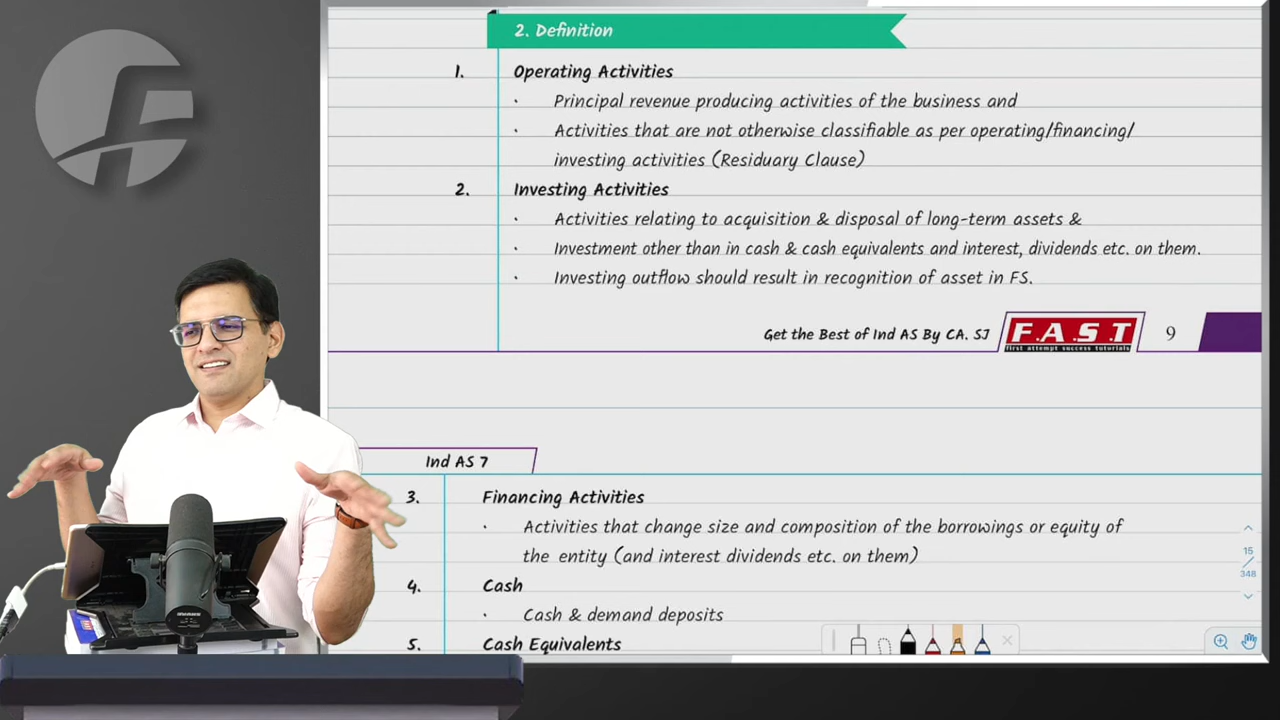 2. Definition
1. Operating Activities
· Principal revenue producing activities of the business and
· Activities that are not otherwise classifiable as per operating/financing/
investing activities (Residuary Clause)
2. Investing Activities
· Activities relating to acquisition & disposal of long-term assets &
· Investment other than in cash & cash equivalents and interest, dividends etc. on them.
· Investing outflow should result in recognition of asset in FS.
Get the Best of Ind AS By CA. SJ
F.A.S.T
first attempt success tutorials
9
Ind AS 7
3. Financing Activities
· Activities that change size and composition of the borrowings or equity of
the entity (and interest dividends etc. on them)
4. Cash
· Cash & demand deposits
5. Cash Equivalents
15
348